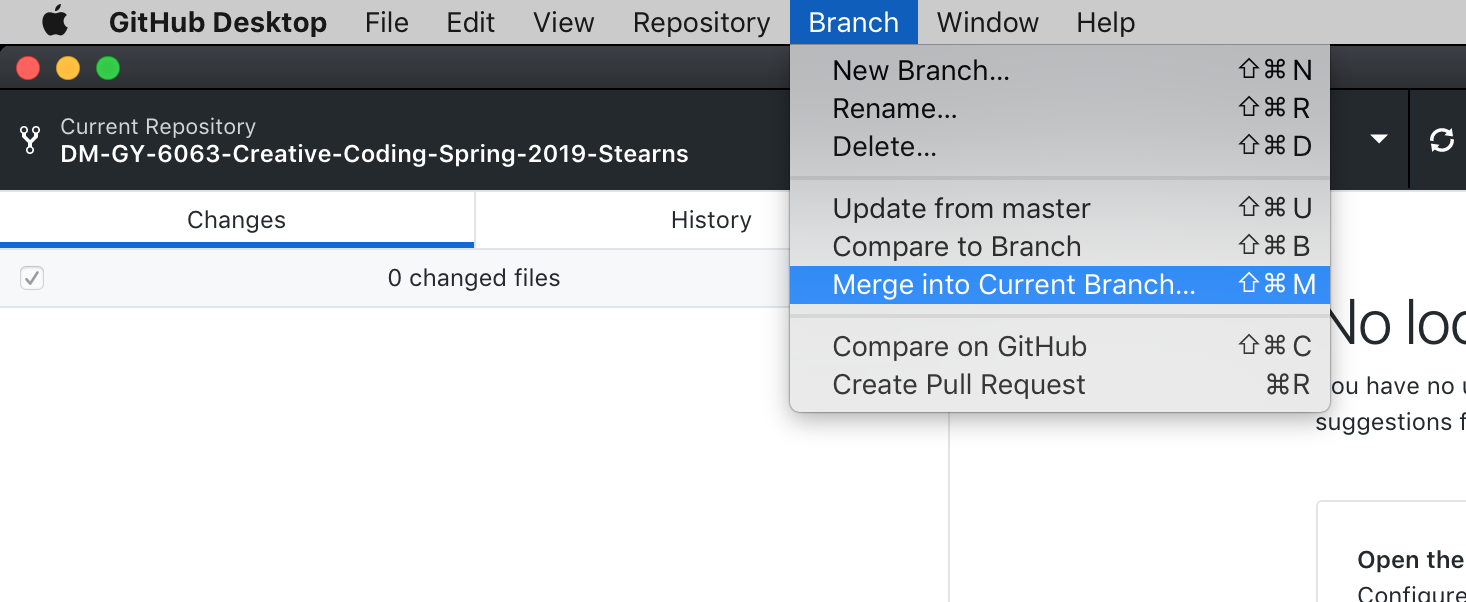 GitHub Desktop File Edit View Repository Branch Window Help
Current Repository
DM-GY-6063-Creative-Coding-Spring-2019-Stearns
Changes History
0 changed files
New Branch... ⇧⌘N
Rename... ⇧⌘R
Delete... ⇧⌘D
Update from master ⇧⌘U
Compare to Branch ⇧⌘B
Merge into Current Branch... ⇧⌘M
Compare on GitHub ⇧⌘C
Create Pull Request ⌘R
No loc
ou have no u
suggestions f
Open the
Configure